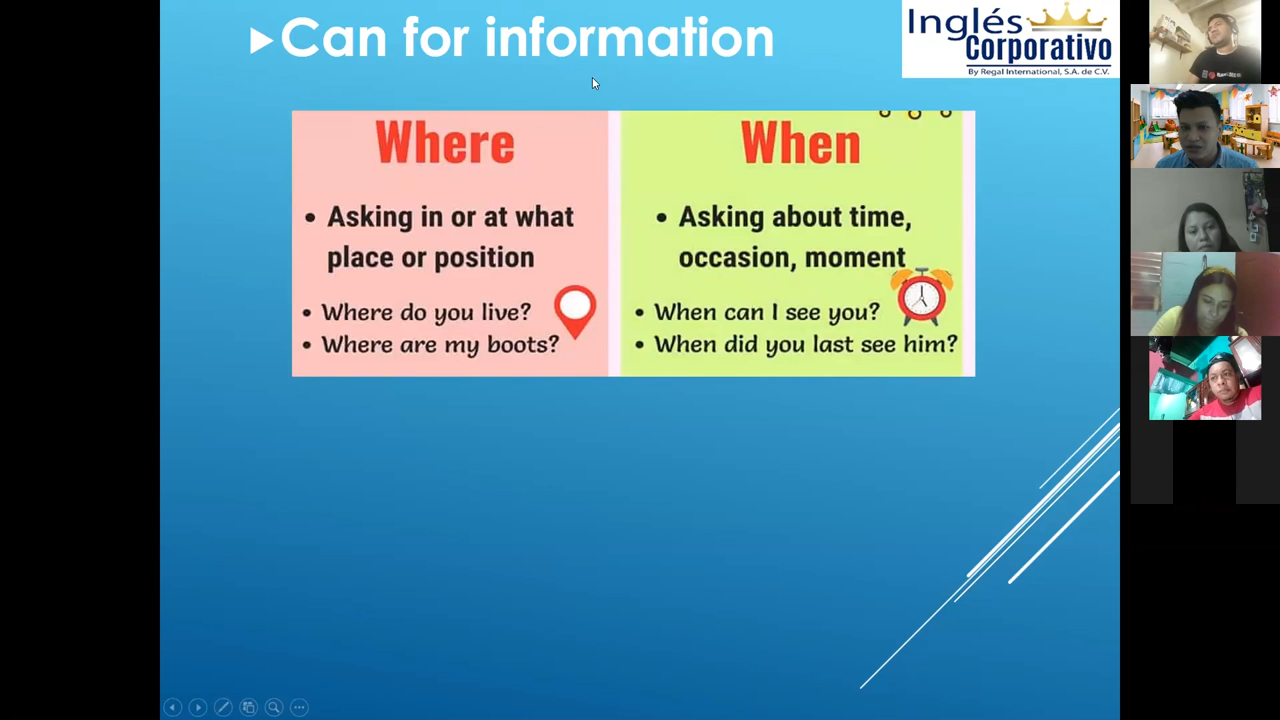 Can for information
Inglés
Corporativo
By Regal International, S.A. de C.V.
Where
• Asking in or at what
place or position
• Where do you live?
• Where are my boots?
When
• Asking about time,
occasion, moment
• When can I see you?
• When did you last see him?